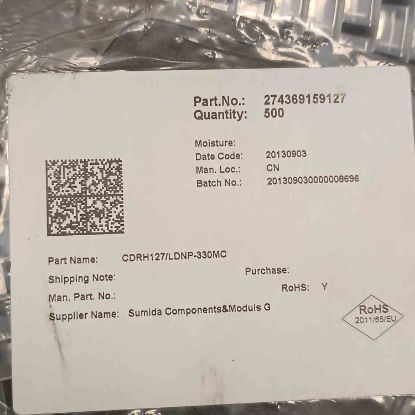 Part.No.: 274369159127
Quantity: 500
Moisture:
Date Code: 20130903
Man. Loc.: CN
Batch No.: 201309030000008696
Part Name: CDRH127/LDNP-330MC
Shipping Note: Purchase:
Man. Part. No.: RoHS: Y
Supplier Name: Sumida Components&Moduls G
RoHS
2011/65/EU